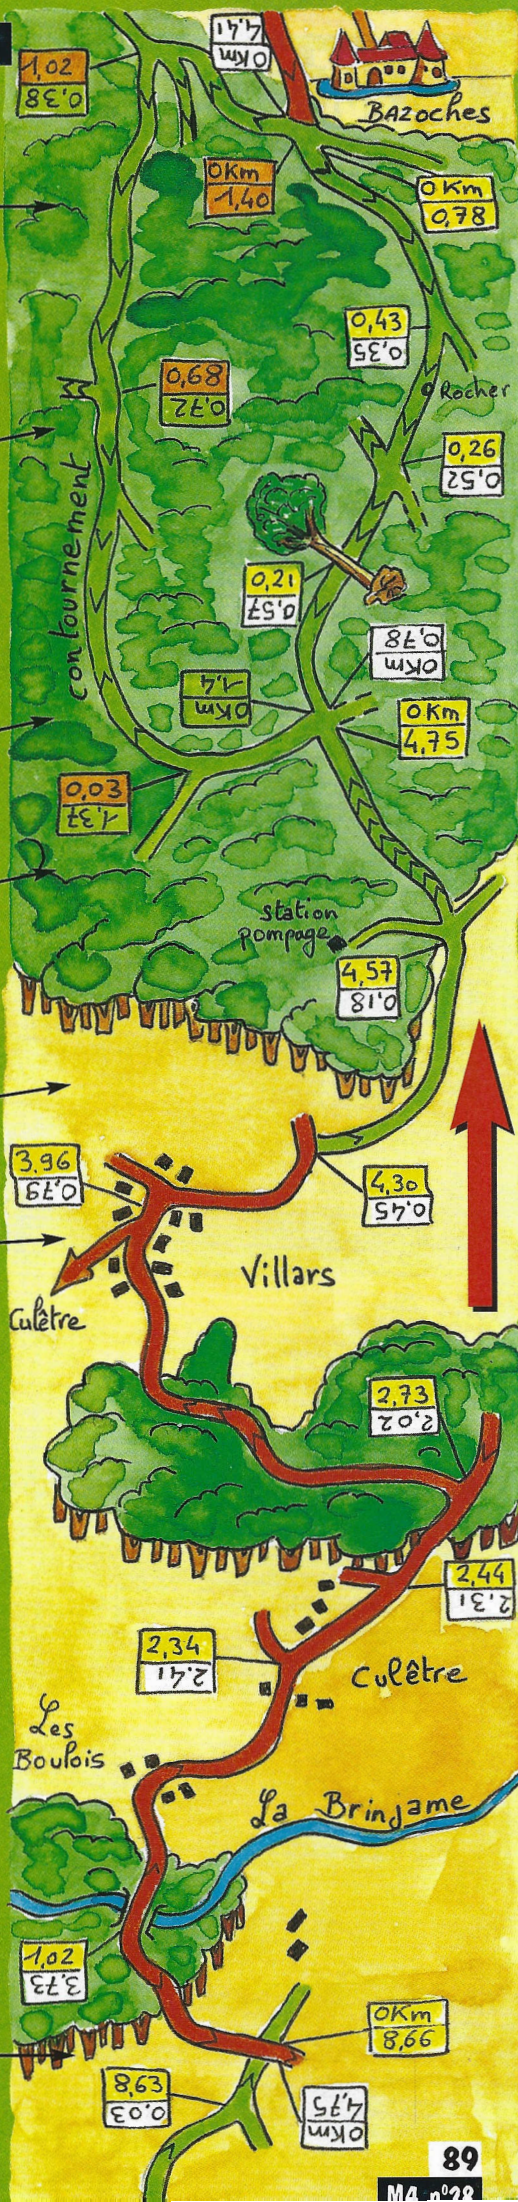 4,41
0Km
1,02
0,38
BAZoches
0Km
1,40
0Km
0,78
0,43
0,35
Rocher
0,68
0,72
0,26
0,52
contournement
0,21
0,57
0,78
0Km
1,4
0Km
0Km
4,75
0,03
1,37
station
pompage
4,57
0,18
3,96
0,79
4,30
0,45
Villars
Culêtre
2,73
2,02
2,44
2,31
2,34
2.41
Culêtre
Les
Boulois
La Brinjame
1,02
3,73
0Km
8,66
8,63
0,03
4,75
0Km
89
M4 n°28